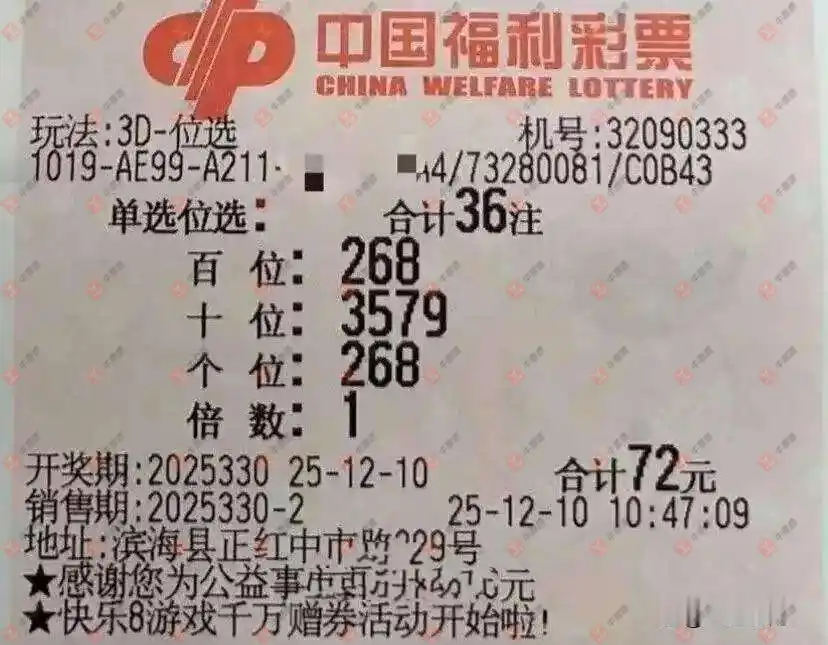 中国福利彩票
CHINA WELFARE LOTTERY
玩法:3D-位选 机号:32090333
1019-AE99-A211- 4/73280081/C0B43
单选位选: 合计36注
百 位: 268
十 位: 3579
个 位: 268
倍 数: 1
开奖期:2025330 25-12-10 合计72元
销售期:2025330-2 25-12-10 10:47:09
地址:滨海县正红中市路 29号
★感谢您为公益事 元
★快乐8游戏千万赠券活动开始啦!